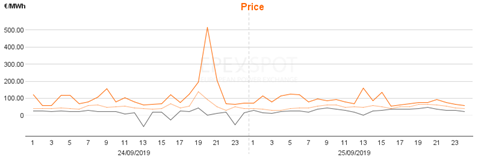 €/MWh
Price
500.00
400.00
300.00
200.00
100.00
0
1 3 5 7 9 11 13 15 17 19 21 23 1 3 5 7 9 11 13 15 17 19 21 23
24/09/2019 25/09/2019